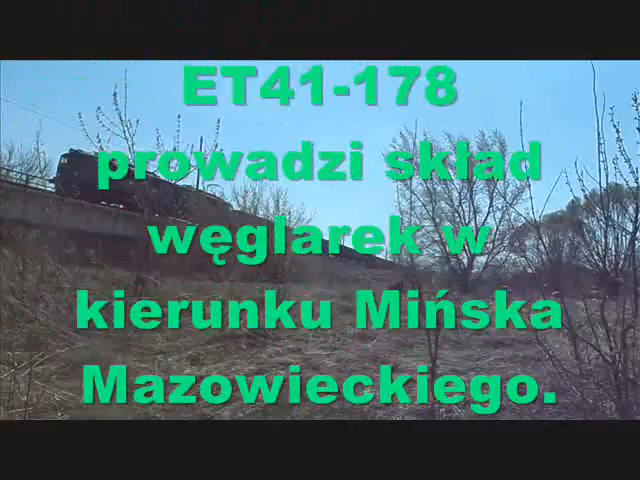 ET41-178
prowadzi skład
węglarek w
kierunku Mińska
Mazowieckiego.